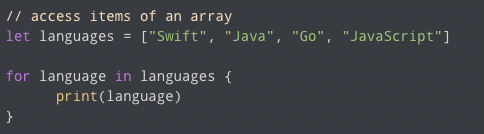 // access items of an array
let languages = ["Swift", "Java", "Go", "JavaScript"]
for language in languages {
print(language)
}